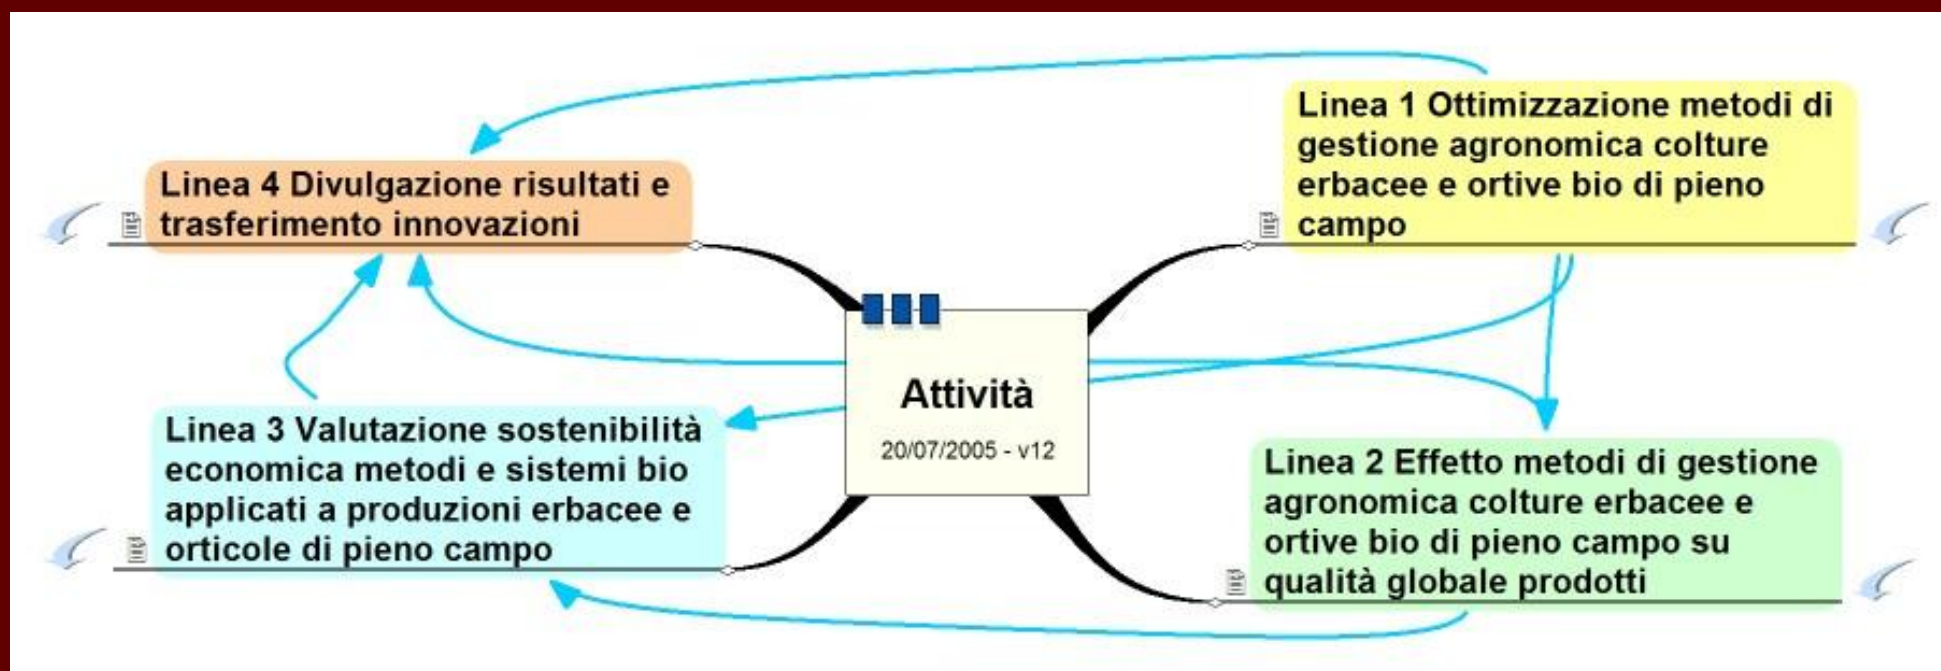 Linea 1 Ottimizzazione metodi di
gestione agronomica colture
erbacee e ortive bio di pieno
campo
Linea 4 Divulgazione risultati e
trasferimento innovazioni
Attività
20/07/2005 - v12
Linea 3 Valutazione sostenibilità
economica metodi e sistemi bio
applicati a produzioni erbacee e
orticole di pieno campo
Linea 2 Effetto metodi di gestione
agronomica colture erbacee e
ortive bio di pieno campo su
qualità globale prodotti